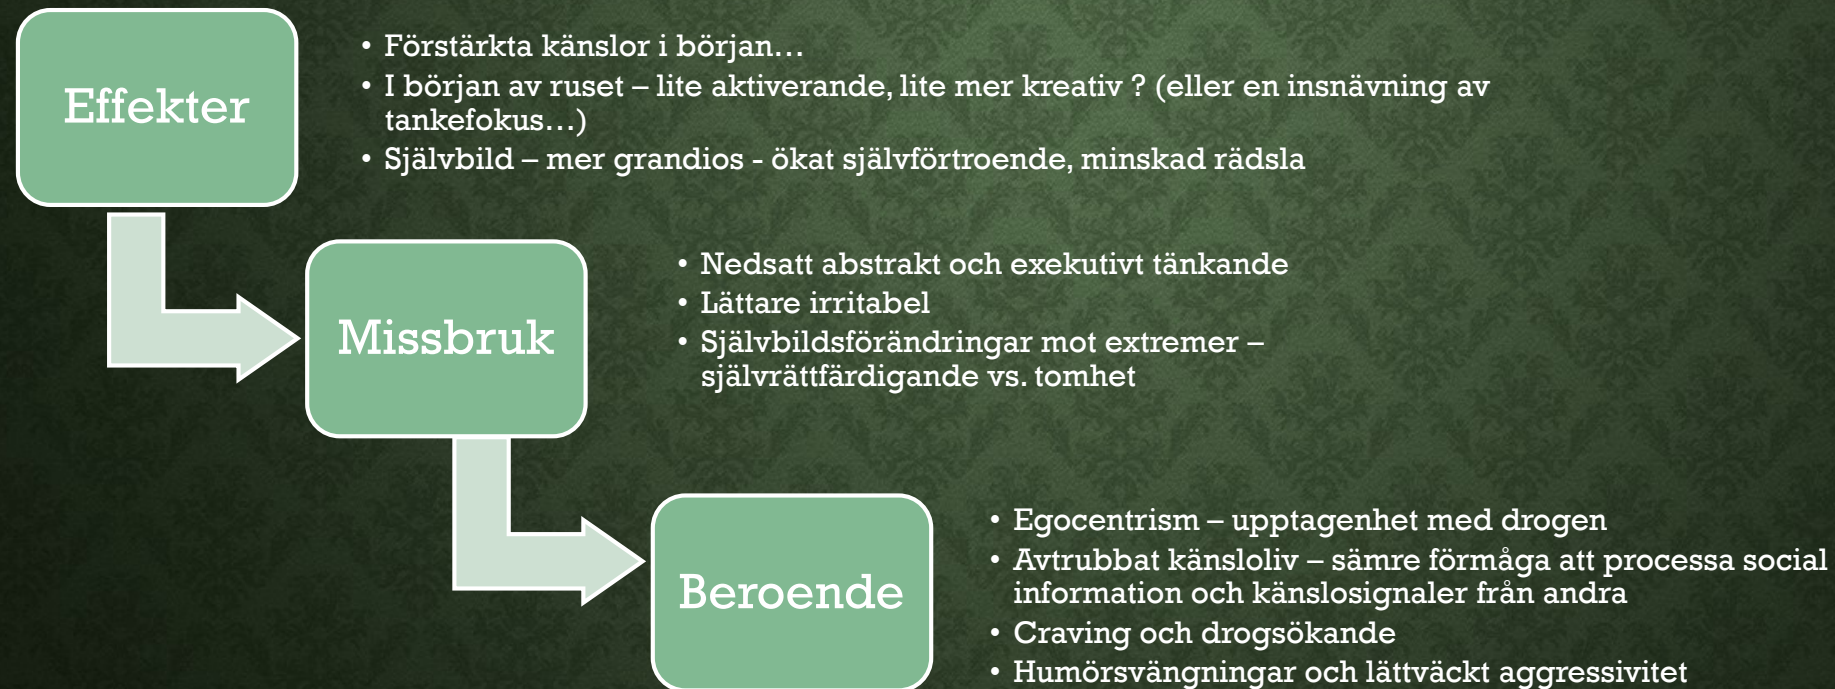 Effekter
• Förstärkta känslor i början…
• I början av ruset – lite aktiverande, lite mer kreativ ? (eller en insnävning av
tankefokus…)
• Självbild – mer grandios - ökat självförtroende, minskad rädsla
Missbruk
• Nedsatt abstrakt och exekutivt tänkande
• Lättare irritabel
• Självbildsförändringar mot extremer –
självrättfärdigande vs. tomhet
Beroende
• Egocentrism – upptagenhet med drogen
• Avtrubbat känsloliv – sämre förmåga att processa social
information och känslosignaler från andra
• Craving och drogsökande
• Humörsvängningar och lättväckt aggressivitet